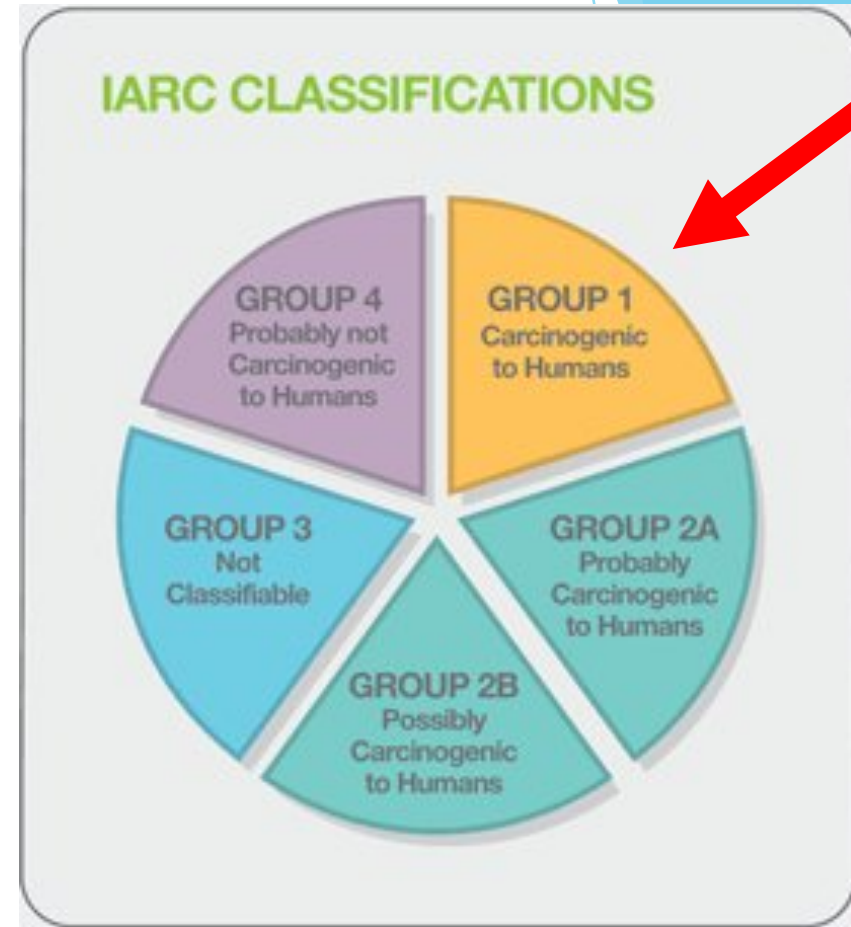 IARC CLASSIFICATIONS
GROUP 1
Carcinogenic
to Humans
GROUP 2A
Probably
Carcinogenic
to Humans
GROUP 2B
Possibly
Carcinogenic
to Humans
GROUP 3
Not
Classifiable
GROUP 4
Probably not
Carcinogenic
to Humans